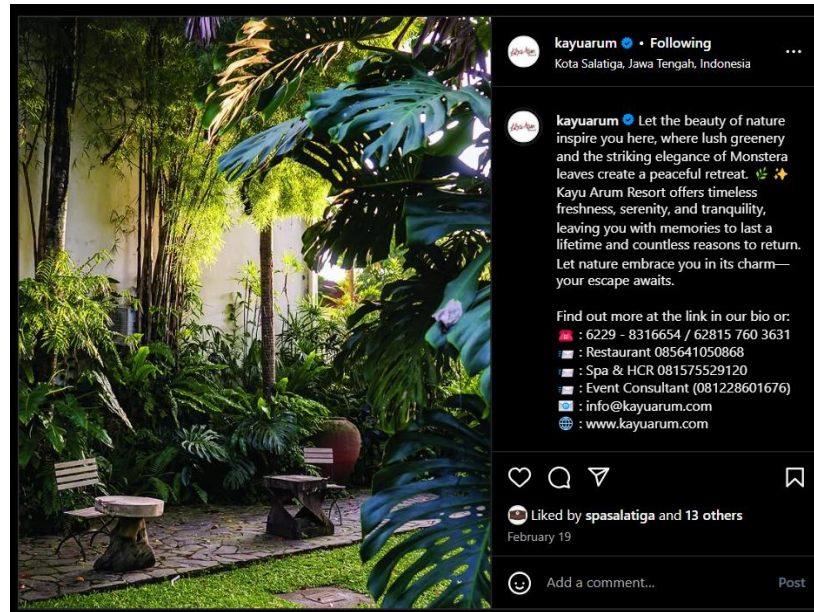 kayuarum • Following
Kota Salatiga, Jawa Tengah, Indonesia
kayuarum Let the beauty of nature
inspire you here, where lush greenery
and the striking elegance of Monstera
leaves create a peaceful retreat. 🌿 ✨
Kayu Arum Resort offers timeless
freshness, serenity, and tranquility,
leaving you with memories to last a
lifetime and countless reasons to return.
Let nature embrace you in its charm—
your escape awaits.
Find out more at the link in our bio or:
☎️ : 6229 - 8316654 / 62815 760 3631
📨 : Restaurant 085641050868
📨 : Spa & HCR 081575529120
📨 : Event Consultant (081228601676)
📧 : info@kayuarum.com
🌐 : www.kayuarum.com
Liked by spasalatiga and 13 others
February 19
Add a comment...
Post